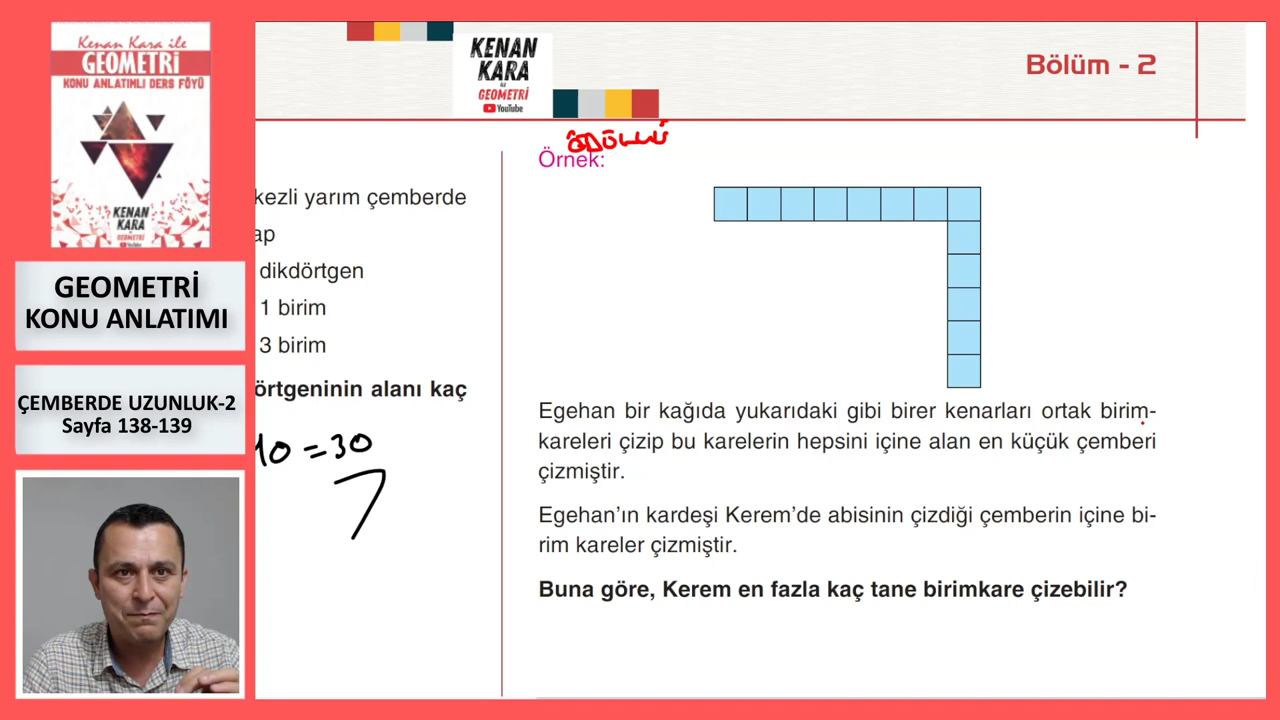 Kenan Kara ile
GEOMETRİ
KONU ANLATIMLI DERS FÖYÜ
KENAN
KARA
GEOMETRİ
GEOMETRİ
KONU ANLATIMI
ÇEMBERDE UZUNLUK-2
Sayfa 138-139
KENAN
KARA
ile
GEOMETRİ
YouTube
Bölüm - 2
kezli yarım çemberde
ap
dikdörtgen
1 birim
3 birim
örtgeninin alanı kaç
10 = 30
ÖDÜLLÜ
Örnek:
Egehan bir kağıda yukarıdaki gibi birer kenarları ortak birim-
kareleri çizip bu karelerin hepsini içine alan en küçük çemberi
çizmiştir.
Egehan’ın kardeşi Kerem’de abisinin çizdiği çemberin içine bi-
rim kareler çizmiştir.
Buna göre, Kerem en fazla kaç tane birimkare çizebilir?